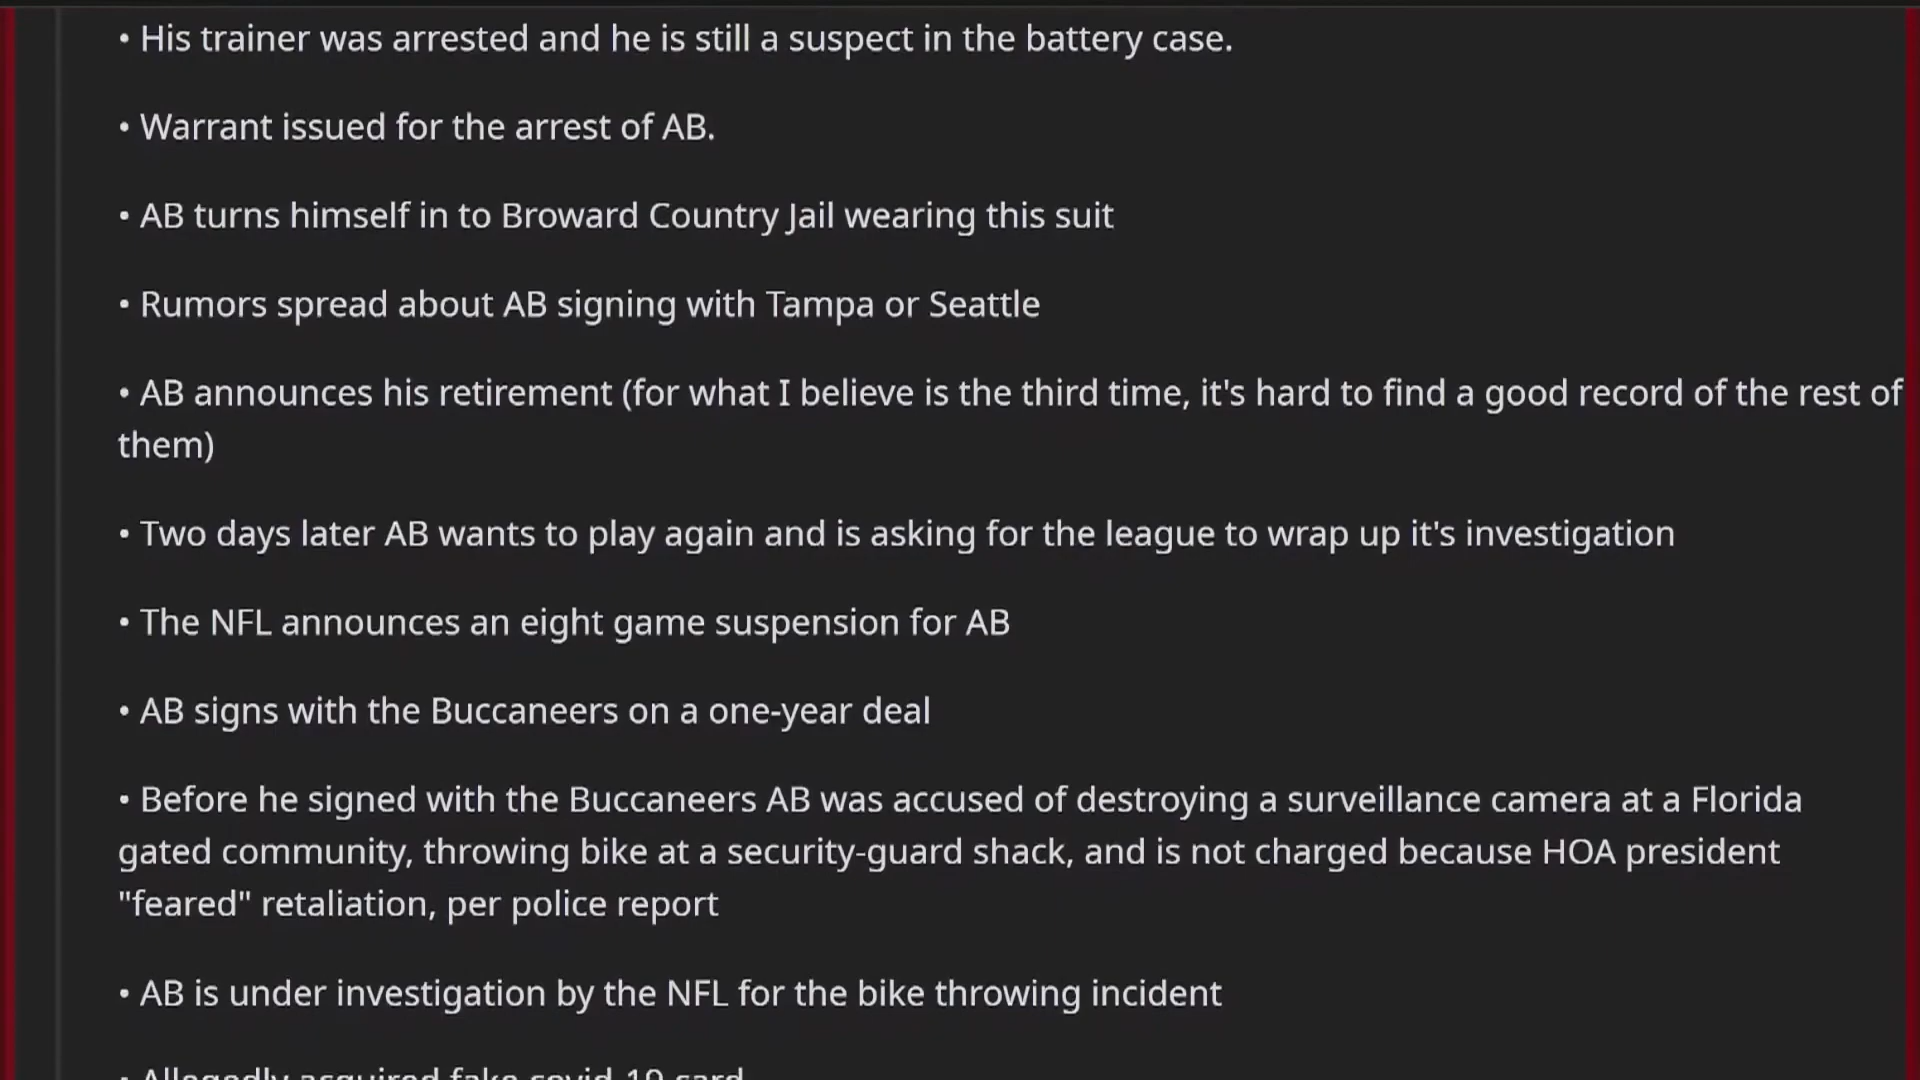 • His trainer was arrested and he is still a suspect in the battery case.
• Warrant issued for the arrest of AB.
• AB turns himself in to Broward Country Jail wearing this suit
• Rumors spread about AB signing with Tampa or Seattle
• AB announces his retirement (for what I believe is the third time, it's hard to find a good record of the rest of
them)
• Two days later AB wants to play again and is asking for the league to wrap up it's investigation
• The NFL announces an eight game suspension for AB
• AB signs with the Buccaneers on a one-year deal
• Before he signed with the Buccaneers AB was accused of destroying a surveillance camera at a Florida
gated community, throwing bike at a security-guard shack, and is not charged because HOA president
"feared" retaliation, per police report
• AB is under investigation by the NFL for the bike throwing incident
• Allegedly acquired fake covid-19 card